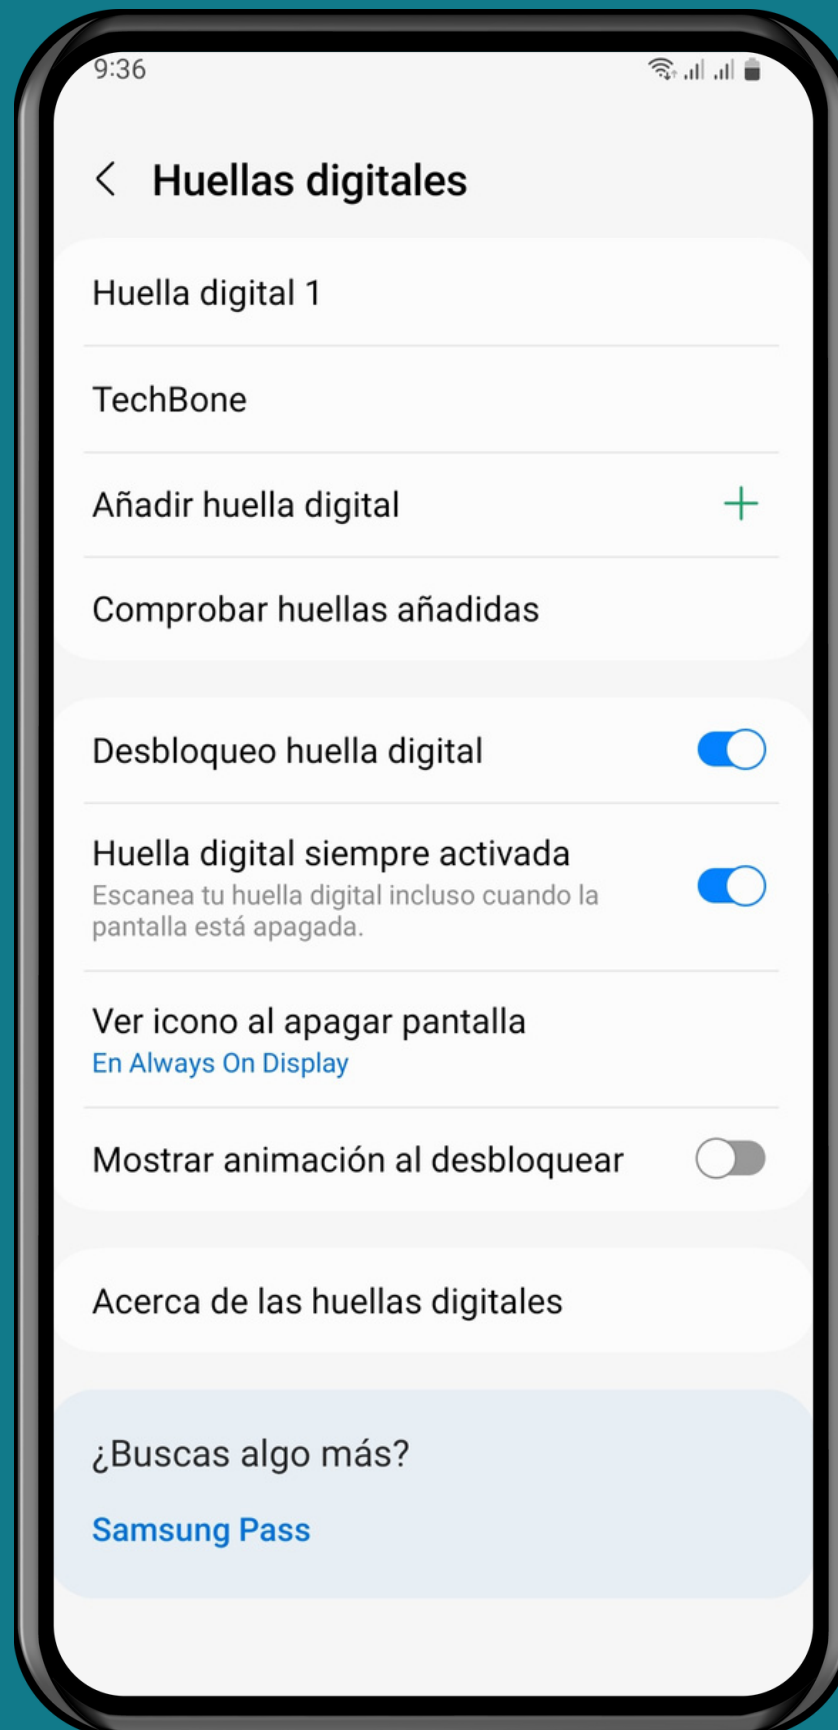 9:36
Huellas digitales
Huella digital 1
TechBone
Añadir huella digital
Comprobar huellas añadidas
Desbloqueo huella digital
Huella digital siempre activada
Escanea tu huella digital incluso cuando la
pantalla está apagada.
Ver icono al apagar pantalla
En Always On Display
Mostrar animación al desbloquear
Acerca de las huellas digitales
¿Buscas algo más?
Samsung Pass